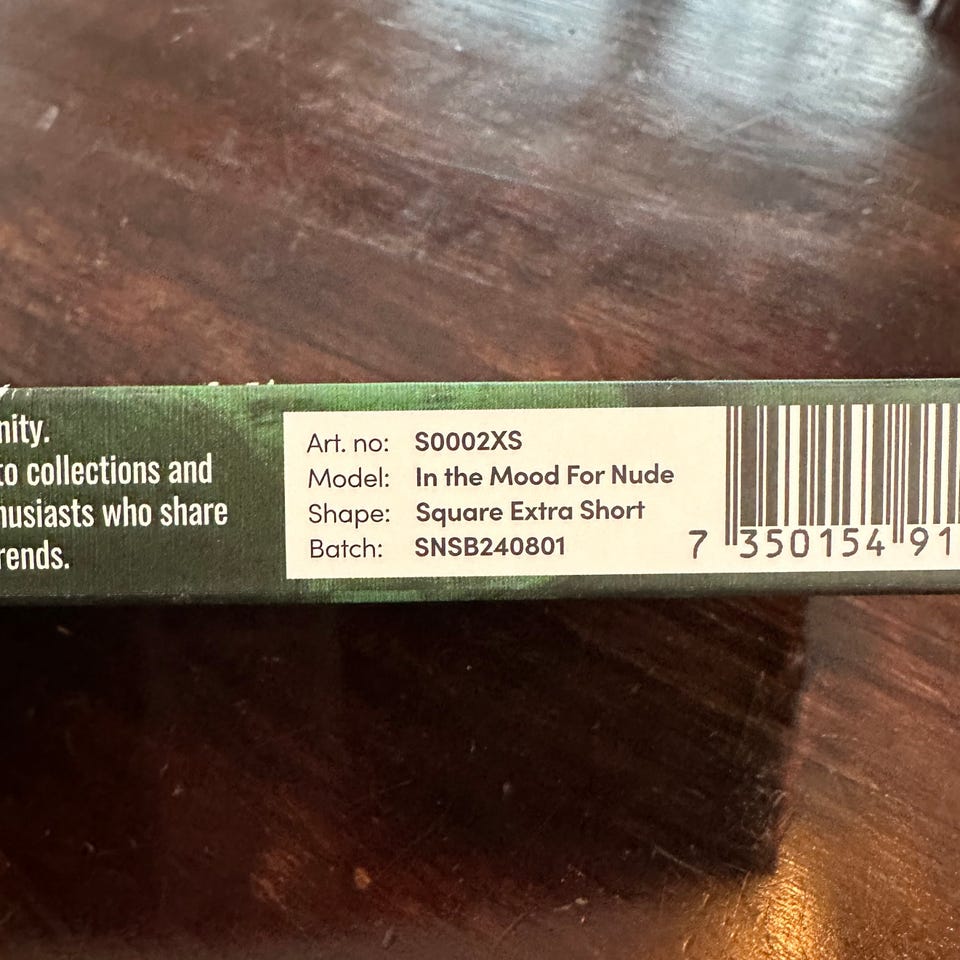 nity.
to collections and
husiasts who share
rends.
Art. no: S0002XS
Model: In the Mood For Nude
Shape: Square Extra Short
Batch: SNSB240801
7 350154 91